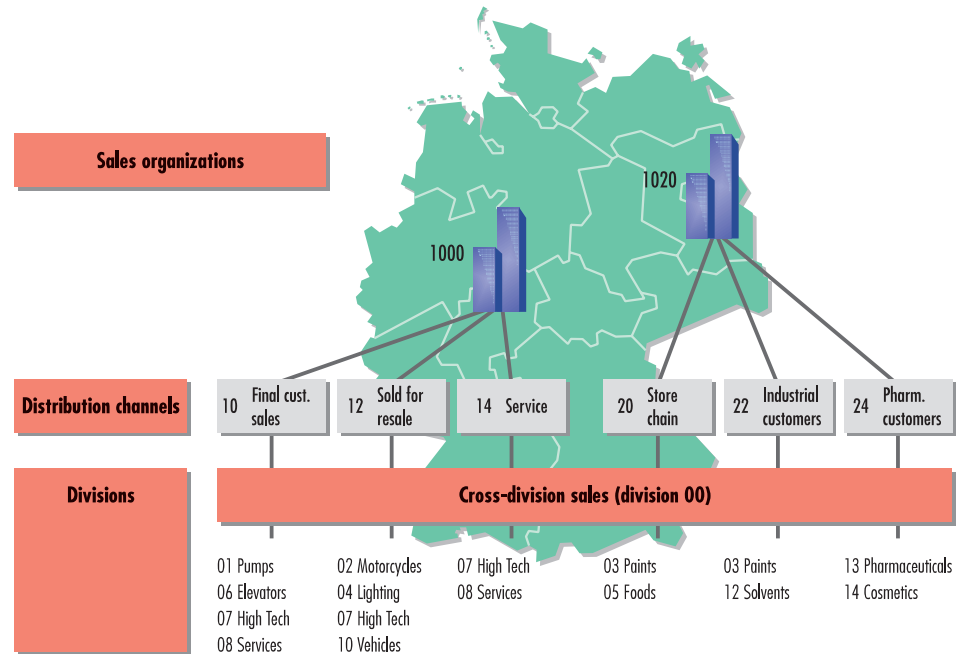 Sales organizations
1020
1000
Distribution channels
10 Final cust.
sales
12 Sold for
resale
14 Service
20 Store
chain
22 Industrial
customers
24 Pharm.
customers
Divisions
Cross-division sales (division 00)
01 Pumps
06 Elevators
07 High Tech
08 Services
02 Motorcycles
04 Lighting
07 High Tech
10 Vehicles
07 High Tech
08 Services
03 Paints
05 Foods
03 Paints
12 Solvents
13 Pharmaceuticals
14 Cosmetics